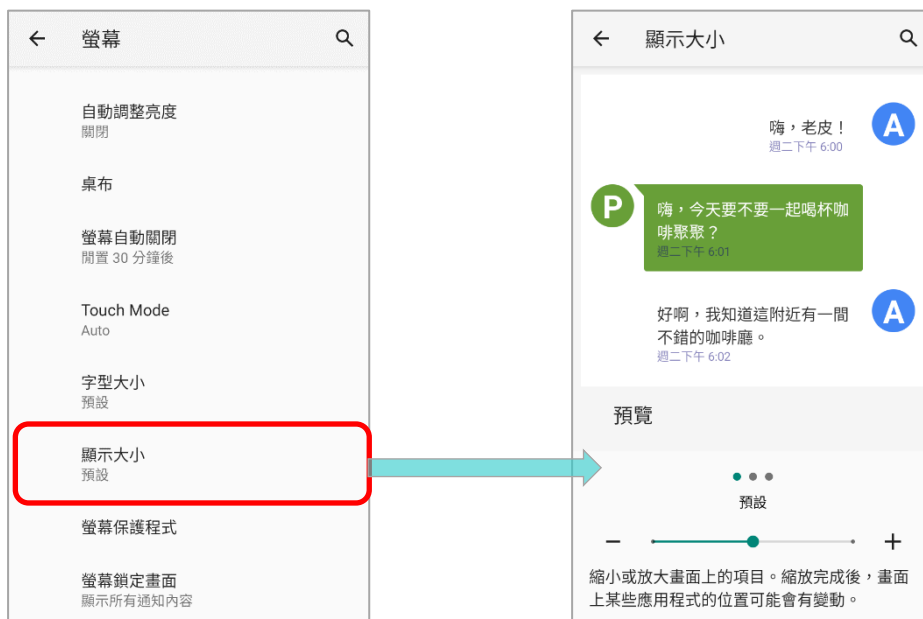 螢幕
自動調整亮度
關閉
桌布
螢幕自動關閉
閒置 30 分鐘後
Touch Mode
Auto
字型大小
預設
顯示大小
預設
螢幕保護程式
螢幕鎖定畫面
顯示所有通知內容
顯示大小
嗨，老皮！
週二下午 6:00
A
P
嗨，今天要不要一起喝杯咖
啡聚聚？
週二下午 6:01
好啊，我知道這附近有一間
不錯的咖啡廳。
週二下午 6:02
A
預覽
預設
縮小或放大畫面上的項目。縮放完成後，畫面
上某些應用程式的位置可能會有變動。